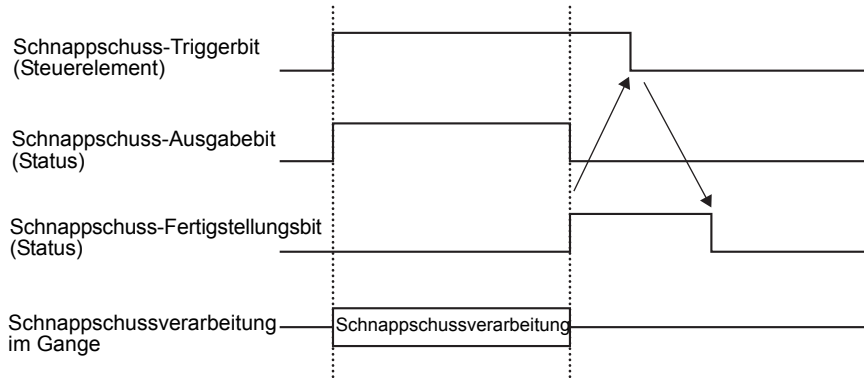 Schnappschuss-Triggerbit
(Steuerelement)
Schnappschuss-Ausgabebit
(Status)
Schnappschuss-Fertigstellungsbit
(Status)
Schnappschussverarbeitung
im Gange
Schnappschussverarbeitung